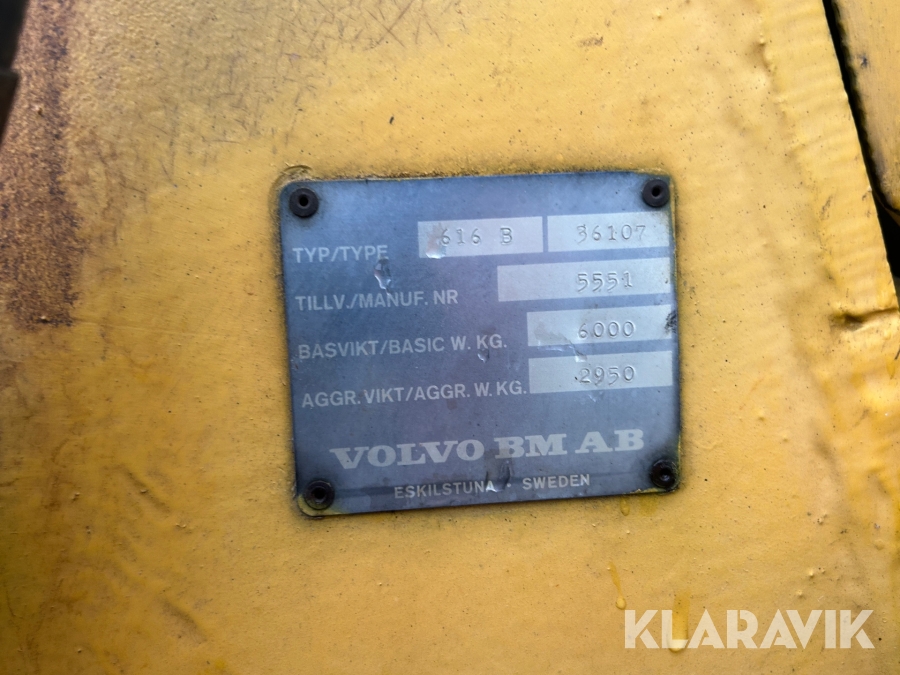 TYP/TYPE 616 B 36107
TILLV./MANUF. NR 5551
BASVIKT/BASIC W. KG. 6000
AGGR. VIKT/AGGR. W. KG. 2950
VOLVO BM AB
ESKILSTUNA · SWEDEN
KLARAVIK